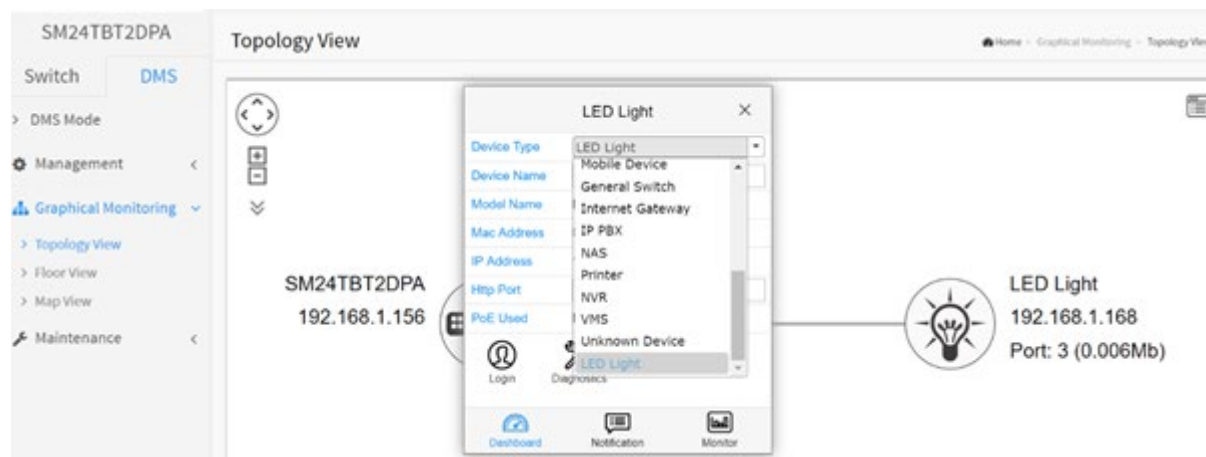 SM24TBT2DPA
Switch
DMS
DMS Mode
Management
Graphical Monitoring
Topology View
Floor View
Map View
Maintenance
Topology View
Home - Graphical Monitoring - Topology View
SM24TBT2DPA
192.168.1.156
LED Light
Device Type
LED Light
Device Name
Model Name
Mac Address
IP Address
Http Port
PoE Used
Mobile Device
General Switch
Internet Gateway
IP PBX
NAS
Printer
NVR
VMS
Unknown Device
LED Light
Login
Diagnostics
Dashboard
Notification
Monitor
LED Light
192.168.1.168
Port: 3 (0.006Mb)